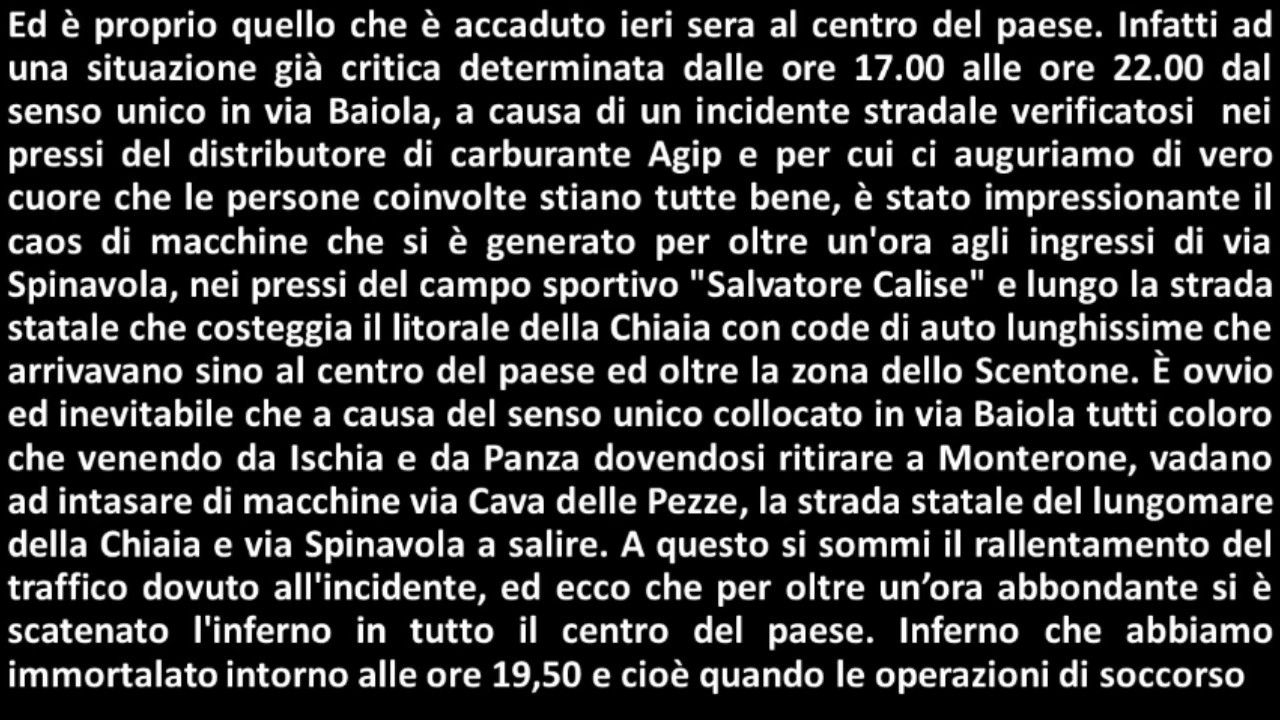 Ed è proprio quello che è accaduto ieri sera al centro del paese. Infatti ad
una situazione già critica determinata dalle ore 17.00 alle ore 22.00 dal
senso unico in via Baiola, a causa di un incidente stradale verificatosi nei
pressi del distributore di carburante Agip e per cui ci auguriamo di vero
cuore che le persone coinvolte stiano tutte bene, è stato impressionante il
caos di macchine che si è generato per oltre un'ora agli ingressi di via
Spinavola, nei pressi del campo sportivo "Salvatore Calise" e lungo la strada
statale che costeggia il litorale della Chiaia con code di auto lunghissime che
arrivavano sino al centro del paese ed oltre la zona dello Scentone. È ovvio
ed inevitabile che a causa del senso unico collocato in via Baiola tutti coloro
che venendo da Ischia e da Panza dovendosi ritirare a Monterone, vadano
ad intasare di macchine via Cava delle Pezze, la strada statale del lungomare
della Chiaia e via Spinavola a salire. A questo si sommi il rallentamento del
traffico dovuto all'incidente, ed ecco che per oltre un’ora abbondante si è
scatenato l'inferno in tutto il centro del paese. Inferno che abbiamo
immortalato intorno alle ore 19,50 e cioè quando le operazioni di soccorso